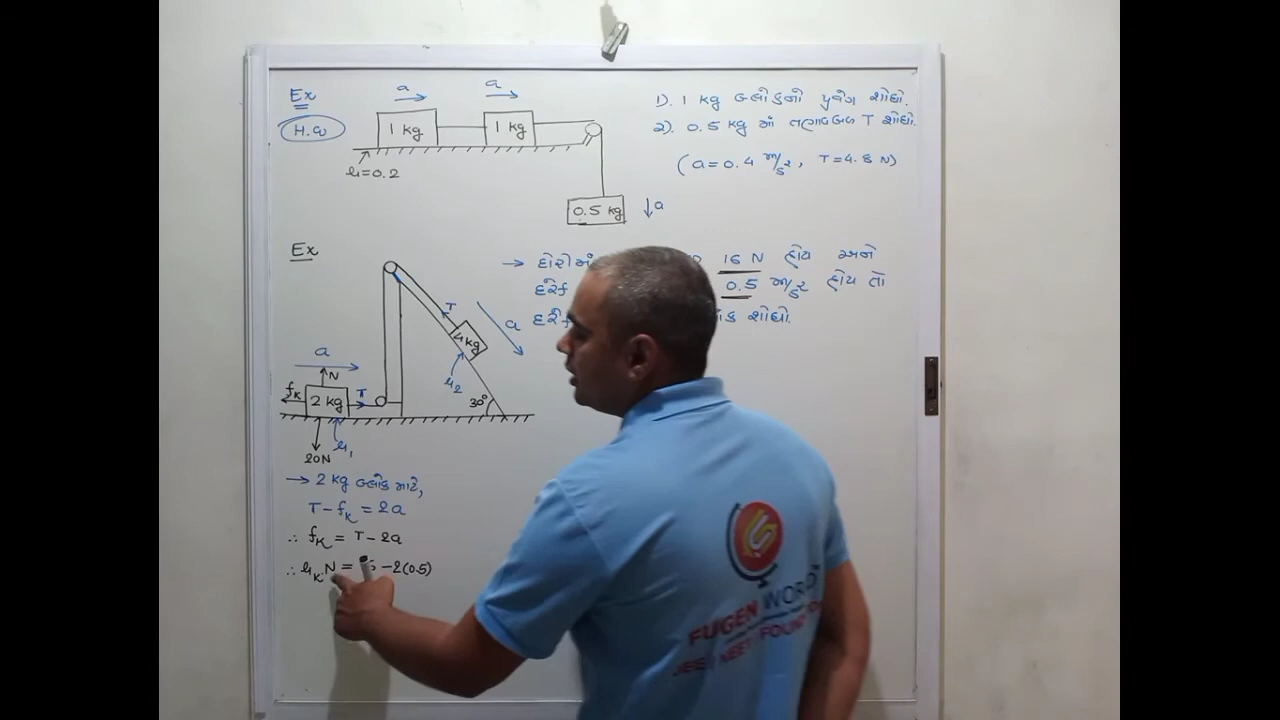 Ex
H.W
a
a
1 kg
1 kg
μ=0.2
0.5 kg
↓a
1). 1 kg બ્લોકનો પ્રવેગ શોધો.
2). 0.5 kg માં તણાવબળ T શોધો.
(a=0.4 m/s2, T=4.8 N)
Ex
→ દોરીમાં 16 N હોય અને
0.5 m/s2 હોય તો
શોધો.
T
4 kg
a
μ2
30°
a
N
fK
2 kg
T
20N
μ1
→ 2 kg બ્લોક માટે,
T - fK = 2a
∴ fK = T - 2a
∴ μK N = - 2(0.5)
FUGEN WORLD